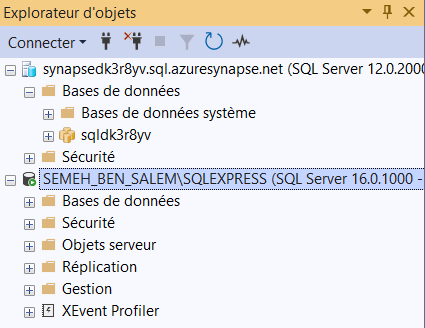 Explorateur d'objets
Connecter
synapsedk3r8yv.sql.azuresynapse.net (SQL Server 12.0.2000
Bases de données
Bases de données système
sqldk3r8yv
Sécurité
SEMEH_BEN_SALEM\SQLEXPRESS (SQL Server 16.0.1000 -
Bases de données
Sécurité
Objets serveur
Réplication
Gestion
XEvent Profiler